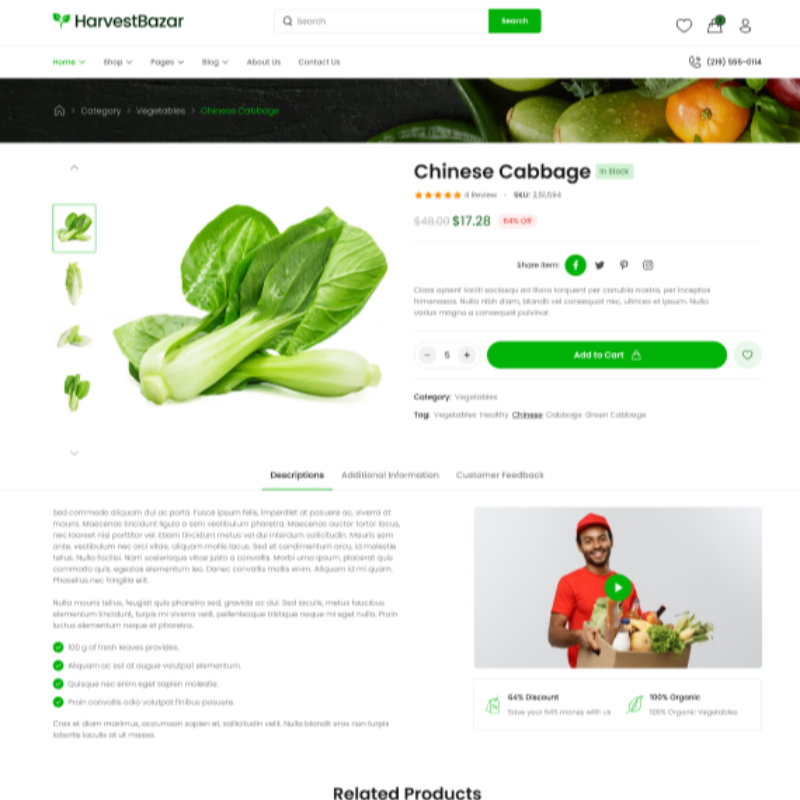 HarvestBazar
Search
Search
Home
Shop
Pages
Blog
About Us
Contact Us
(219) 555-0114
Category
Vegetables
Chinese Cabbage
Chinese Cabbage
In Stock
4 Review
SKU: 2,51,594
$48.00 $17.28
64% Off
Share item:
Class aptent taciti sociosqu ad litora torquent per conubia nostra, per inceptos
himenaeos. Nulla nibh diam, blandit vel consequat nec, ultrices et ipsum. Nulla
varius magna a consequat pulvinar.
5
Add to Cart
Category: Vegetables
Tag: Vegetables Healthy Chinese Cabbage Green Cabbage
Descriptions
Additional Information
Customer Feedback
Sed commodo aliquam dui ac porta. Fusce ipsum felis, imperdiet at posuere ac, viverra at
mauris. Maecenas tincidunt ligula a sem vestibulum pharetra. Maecenas auctor tortor lacus,
nec laoreet nisi porttitor vel. Etiam tincidunt metus vel dui interdum sollicitudin. Mauris sem
ante, vestibulum nec orci vitae, aliquam mollis lacus. Sed et condimentum arcu, id molestie
tellus. Nulla facilisi. Nam scelerisque vitae justo a convallis. Morbi urna ipsum, placerat quis
commodo quis, egestas elementum leo. Donec convallis mollis enim. Aliquam id mi quam.
Phasellus nec fringilla elit.
Nulla mauris tellus, feugiat quis pharetra sed, gravida ac dui. Sed iaculis, metus faucibus
elementum tincidunt, turpis mi viverra velit, pellentesque tristique neque mi eget nulla. Proin
luctus elementum neque et pharetra.
100 g of fresh leaves provides.
Aliquam ac est at augue volutpat elementum.
Quisque nec enim eget sapien molestie.
Proin convallis odio volutpat finibus posuere.
Cras et diam maximus, accumsan sapien et, sollicitudin velit. Nulla blandit eros non turpis
lobortis iaculis at ut massa.
64% Discount
Save your 64% money with us
100% Organic
100% Organic Vegetables
Related Products